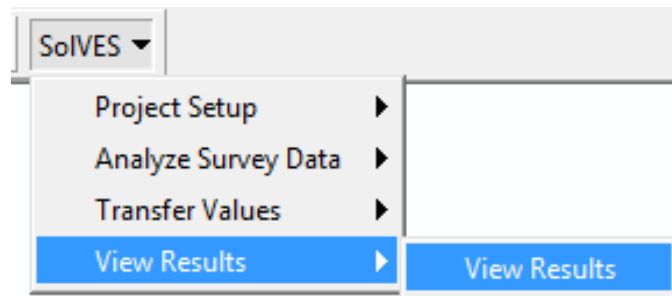 SolVES
Project Setup
Analyze Survey Data
Transfer Values
View Results
View Results